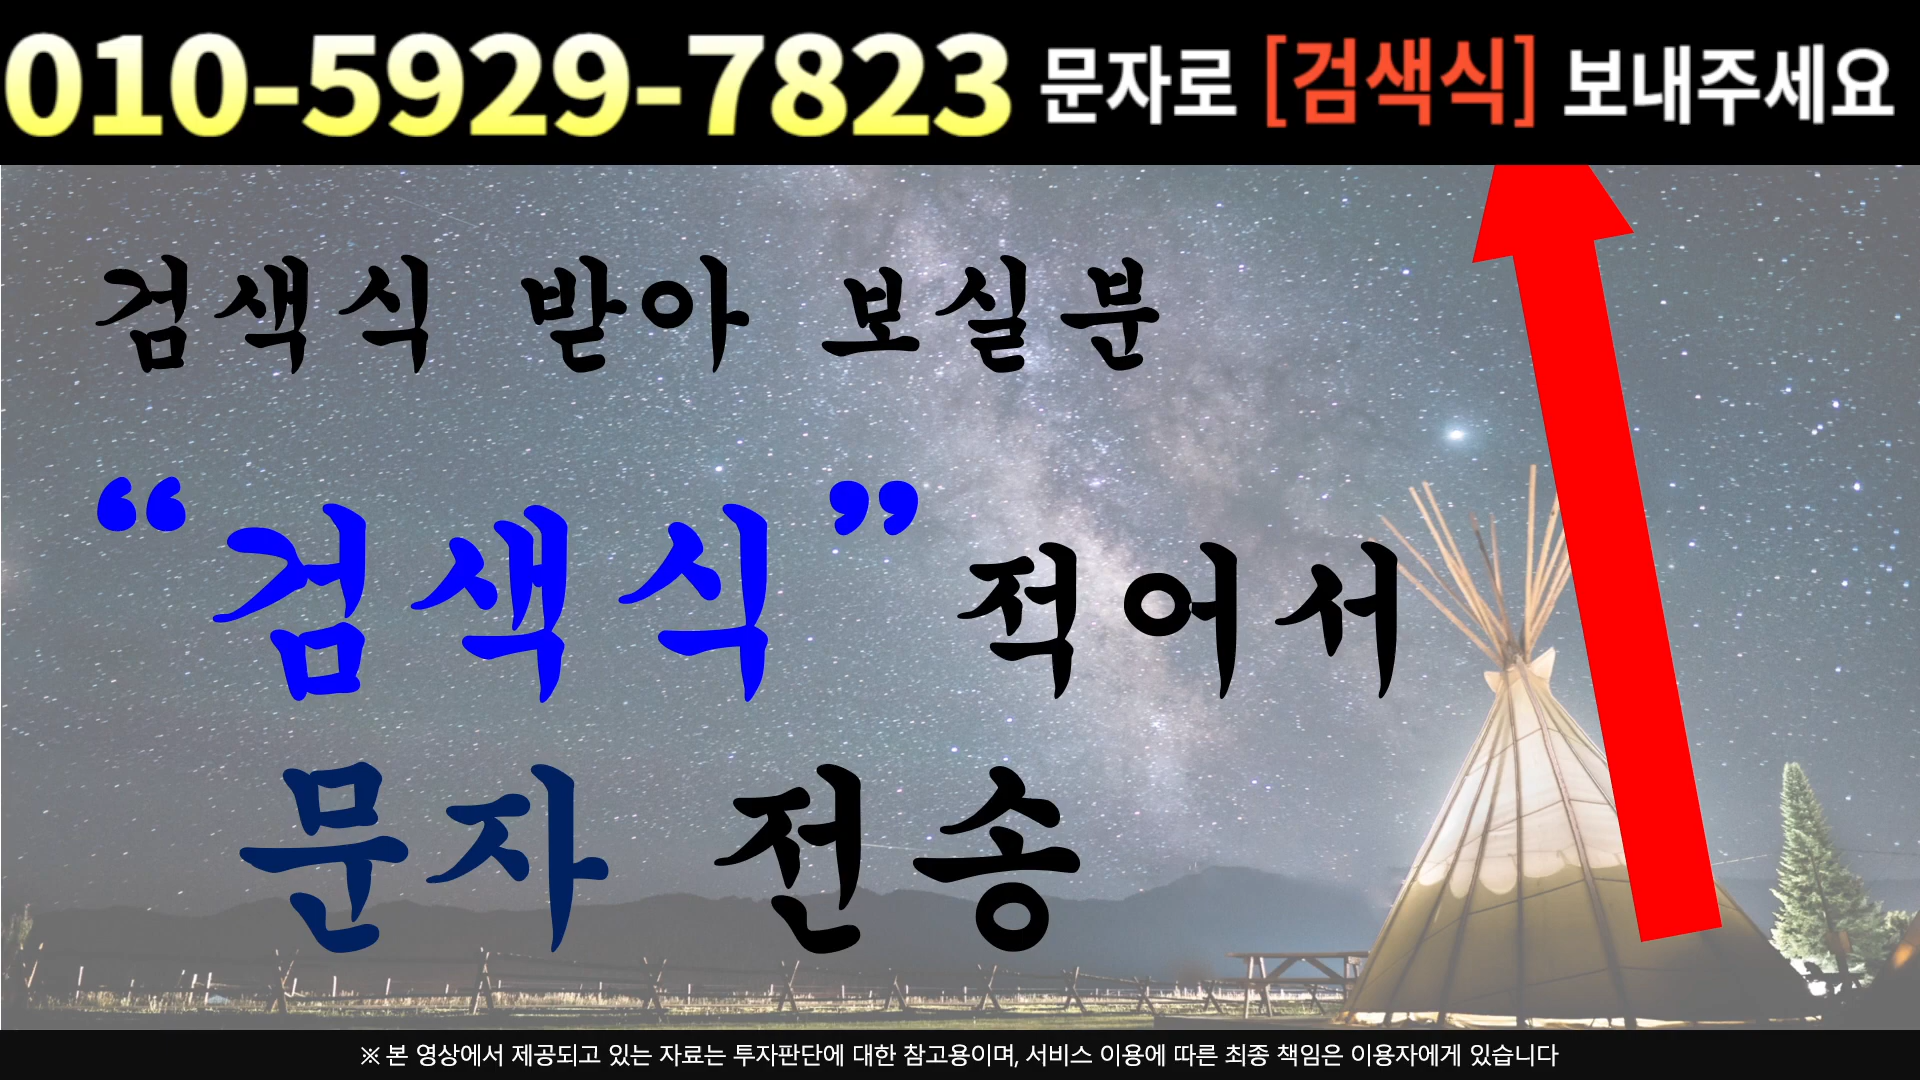 010-5929-7823 문자로 [검색식] 보내주세요
검색식 받아 보실분
“검색식” 적어서
문자 전송
※ 본 영상에서 제공되고 있는 자료는 투자판단에 대한 참고용이며, 서비스 이용에 따른 최종 책임은 이용자에게 있습니다